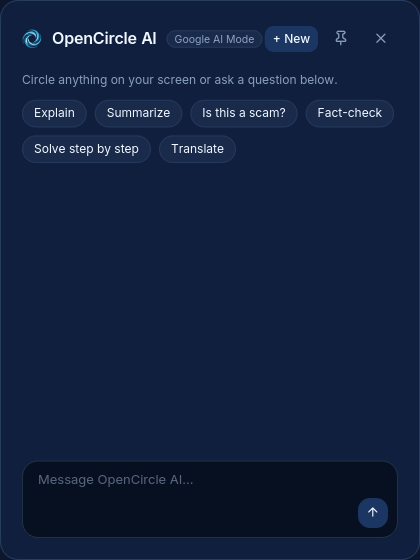 OpenCircle AI Google AI Mode + New
Circle anything on your screen or ask a question below.
Explain Summarize Is this a scam? Fact-check
Solve step by step Translate
Message OpenCircle AI...